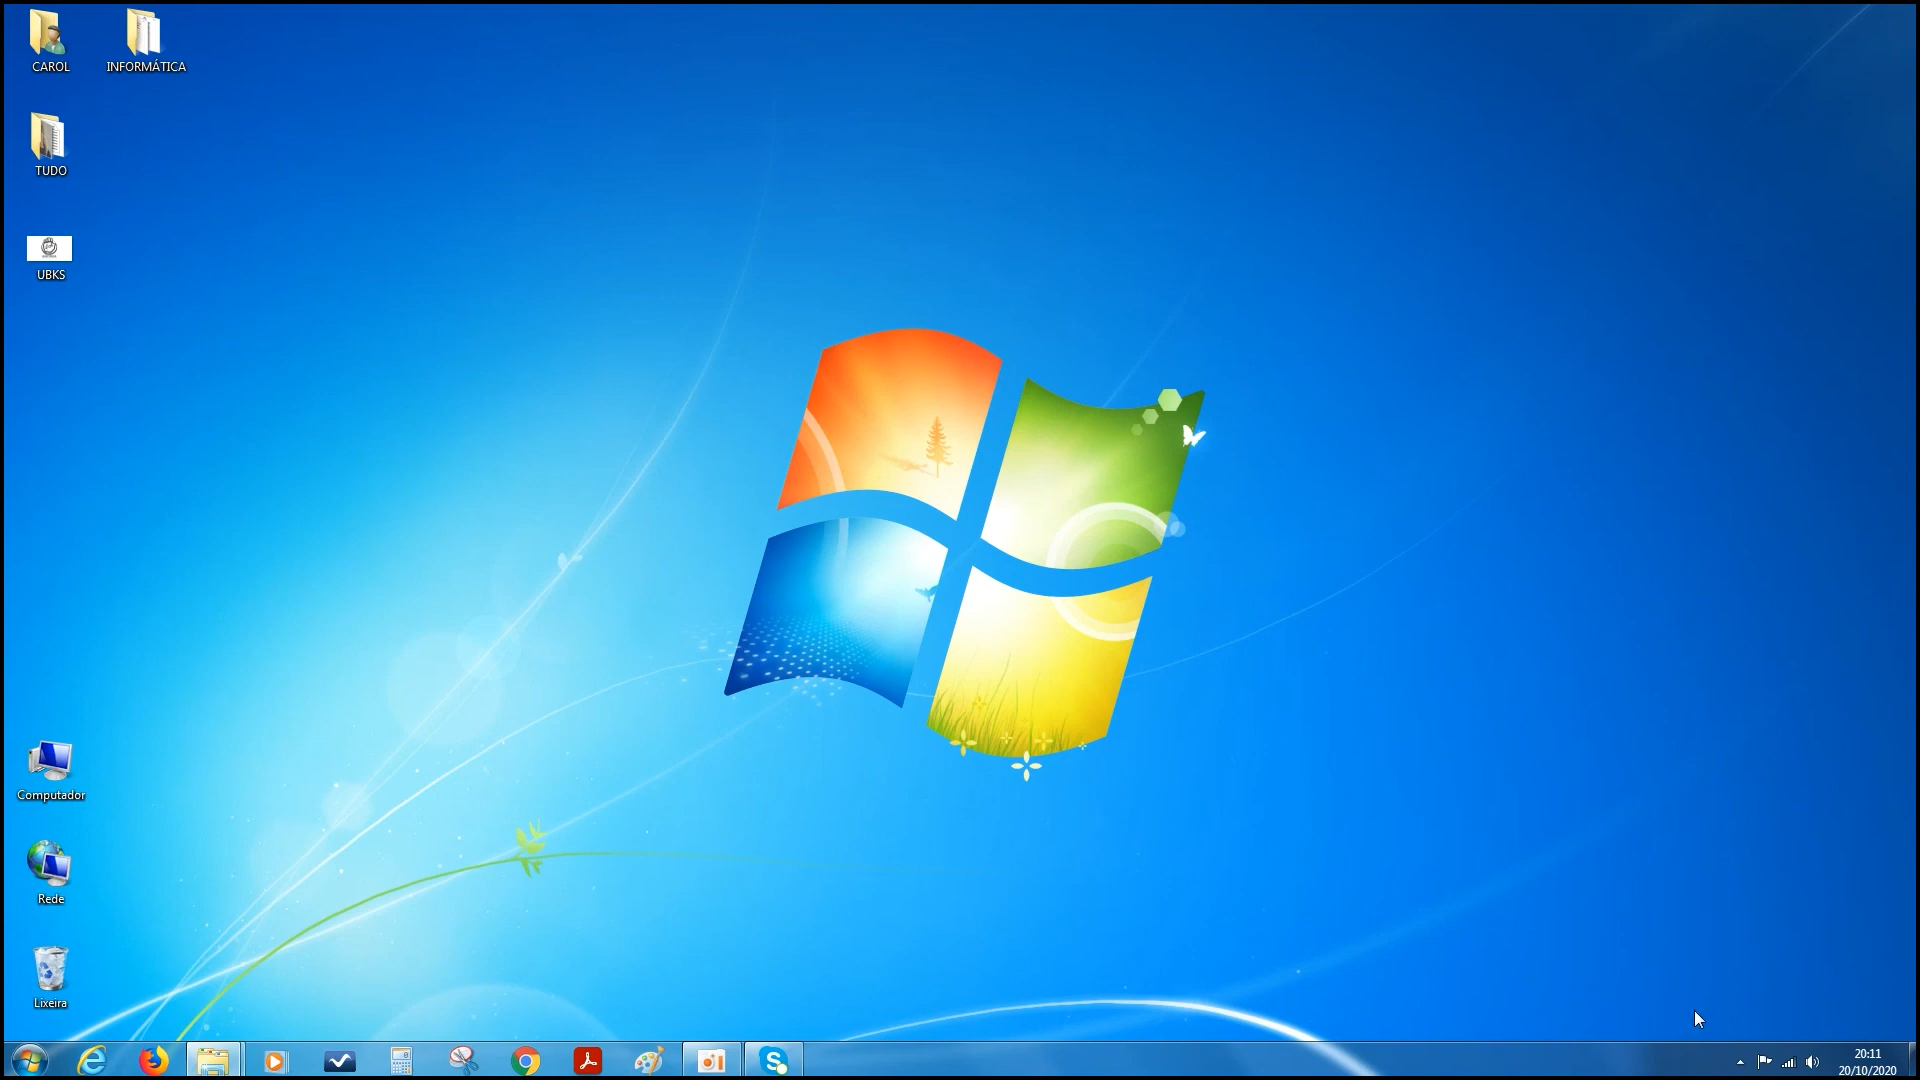 CAROL
INFORMÁTICA
TUDO
UBKS
Computador
Rede
Lixeira
20:11
20/10/2020